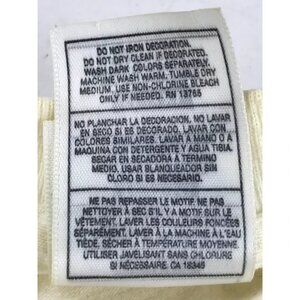 DO NOT IRON DECORATION.
DO NOT DRY CLEAN IF DECORATED.
WASH DARK COLORS SEPARATELY.
MACHINE WASH WARM, TUMBLE DRY
MEDIUM. USE NON-CHLORINE BLEACH
ONLY IF NEEDED. RN 13765
NO PLANCHAR LA DECORACION, NO LAVAR
EN SECO SI ES DECORADO, LAVAR CON
COLORES SIMILARES. LAVAR A MANO O A
MAQUINA CON DETERGENTE Y AGUA TIBIA.
SEGAR EN SECADORA A TERMINO
MEDIO. USAR BLANQUEADOR SIN
CLORO SI ES NECESARIO.
NE PAS REPASSER LE MOTIF. NE PAS
NETTOYER À SEC S'IL Y A MOTIF SUR LE
VÊTEMENT. LAVER LES COULEURS FONCÉES
SÉPARÉMENT. LAVER À LA MACHINE À L'EAU
TIÈDE, SÉCHER À TEMPÉRATURE MOYENNE.
UTILISER JAVELISANT SANS CHLORURE
SI NÉCESSAIRE. CA 18345